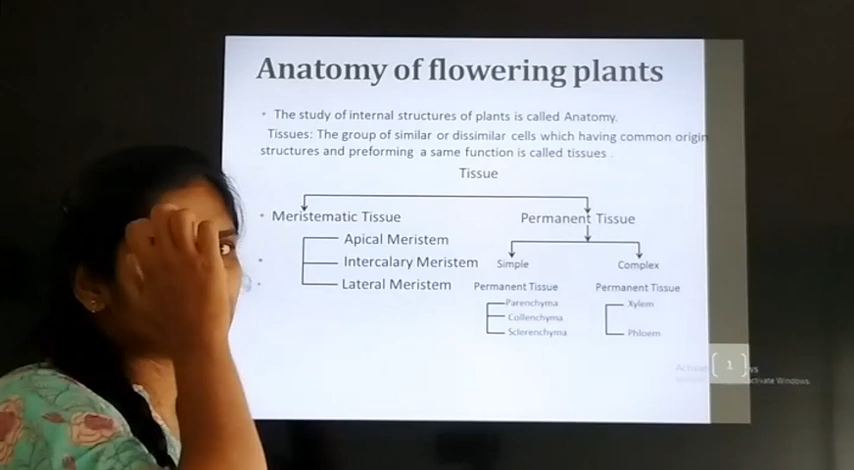 Anatomy of flowering plants
• The study of internal structures of plants is called Anatomy.
Tissues: The group of similar or dissimilar cells which having common origin
structures and preforming a same function is called tissues .
Tissue
• Meristematic Tissue Permanent Tissue
Apical Meristem
• Intercalary Meristem Simple Complex
• Lateral Meristem Permanent Tissue Permanent Tissue
Parenchyma Xylem
Collenchyma
Sclerenchyma Phloem
1
ctivate Windows.